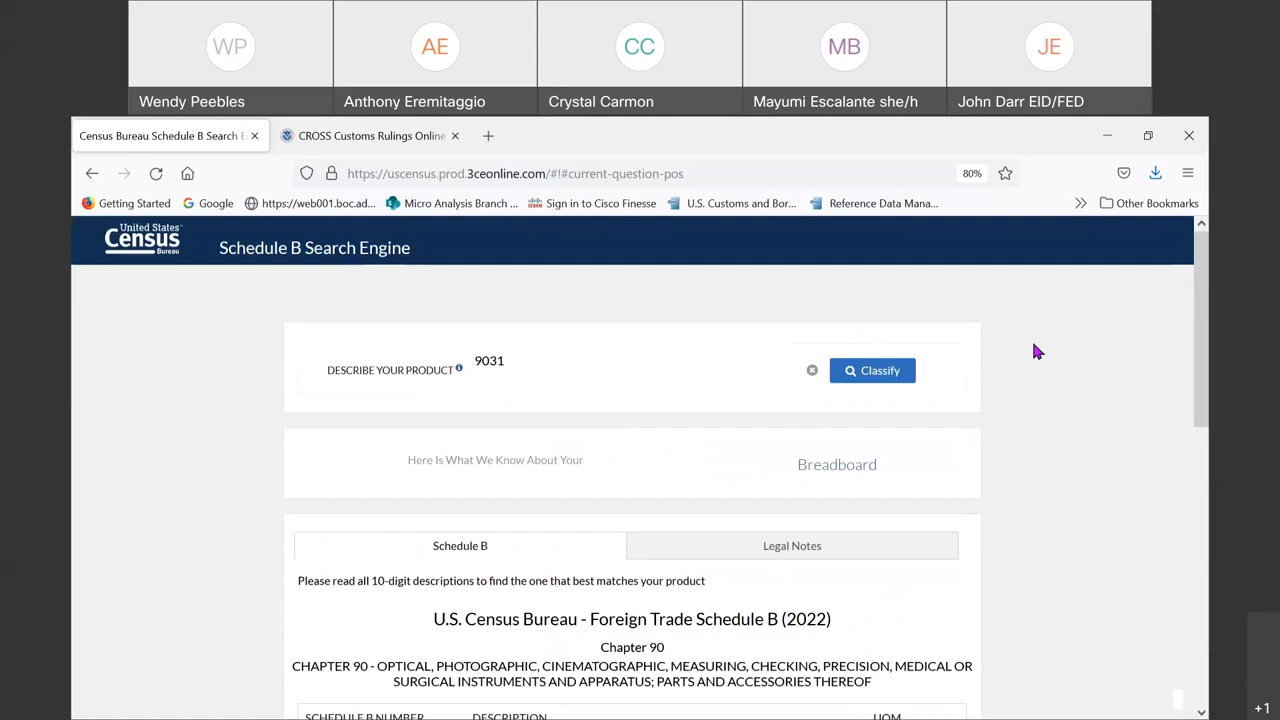 WP
AE
CC
MB
JE
Wendy Peebles
Anthony Eremitaggio
Crystal Carmon
Mayumi Escalante she/h
John Darr EID/FED
Census Bureau Schedule B Search E
CROSS Customs Rulings Online
https://uscensus.prod.3ceonline.com/#!#current-question-pos
80%
Getting Started
Google
https://web001.boc.ad...
Micro Analysis Branch ...
Sign in to Cisco Finesse
U.S. Customs and Bor...
Reference Data Mana...
Other Bookmarks
United States
Census
Bureau
Schedule B Search Engine
DESCRIBE YOUR PRODUCT
9031
Classify
Here Is What We Know About Your
Breadboard
Schedule B
Legal Notes
Please read all 10-digit descriptions to find the one that best matches your product
U.S. Census Bureau - Foreign Trade Schedule B (2022)
Chapter 90
CHAPTER 90 - OPTICAL, PHOTOGRAPHIC, CINEMATOGRAPHIC, MEASURING, CHECKING, PRECISION, MEDICAL OR
SURGICAL INSTRUMENTS AND APPARATUS; PARTS AND ACCESSORIES THEREOF
SCHEDULE B NUMBER
DESCRIPTION
UOM
+1